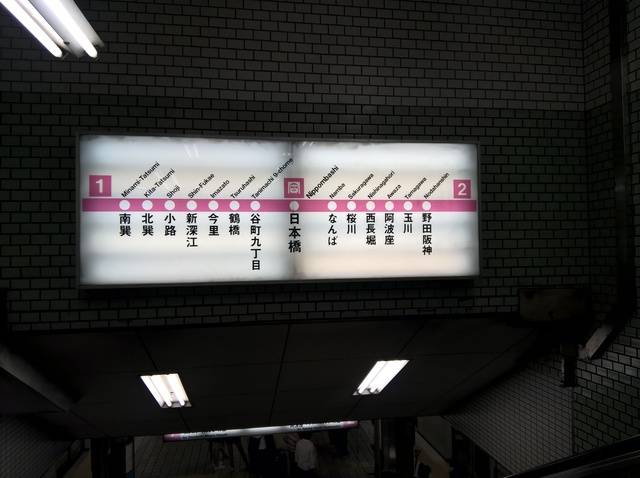 1
Minami-Tatsumi
Kita-Tatsumi
Shoji
Shin-Fukae
Imazato
Tsuruhashi
Tanimachi 9-chome
Nippombashi
Namba
Sakuragawa
Nishinagahori
Awaza
Tamagawa
Nodahanshin
2
南巽
北巽
小路
新深江
今里
鶴橋
谷町九丁目
日本橋
なんば
桜川
西長堀
阿波座
玉川
野田阪神